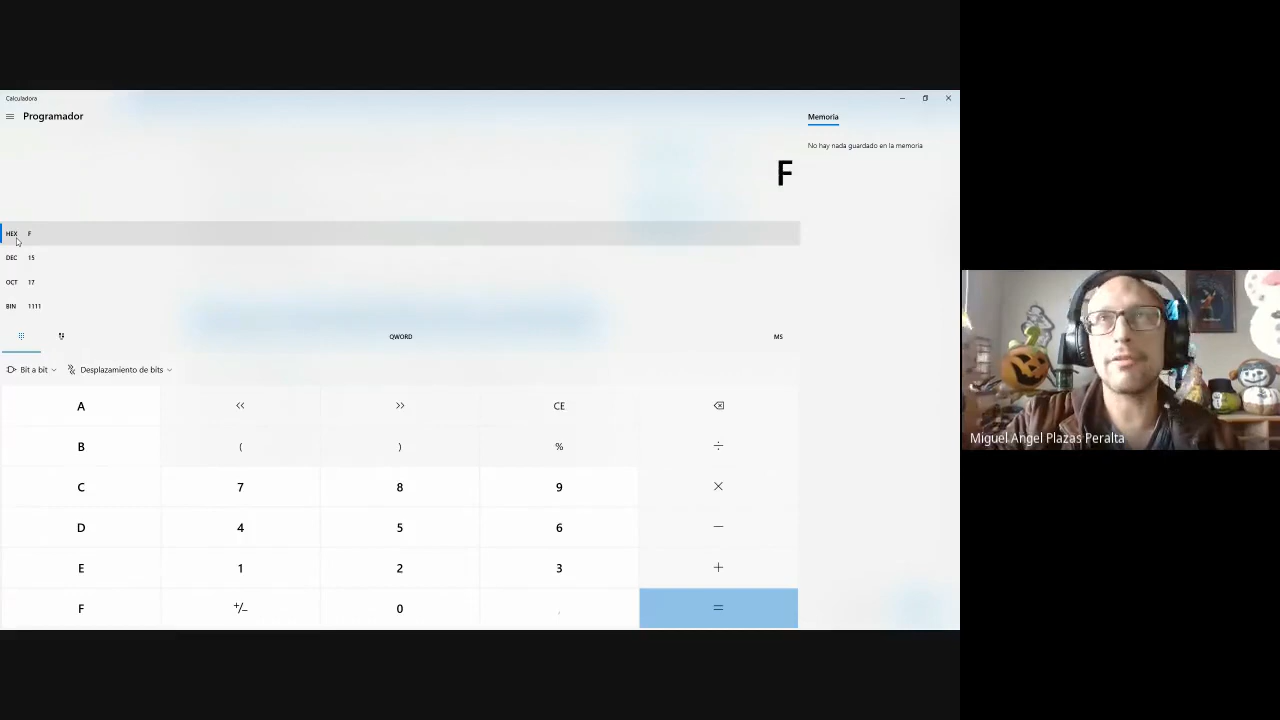 Calculadora
Programador
Memoria
No hay nada guardado en la memoria
F
HEX F
DEC 15
OCT 17
BIN 1111
QWORD
MS
Bit a bit
Desplazamiento de bits
A << >> CE
B ( ) % ÷
C 7 8 9 ×
D 4 5 6 −
E 1 2 3 +
F +/− 0 , =
Miguel Angel Plazas Peralta